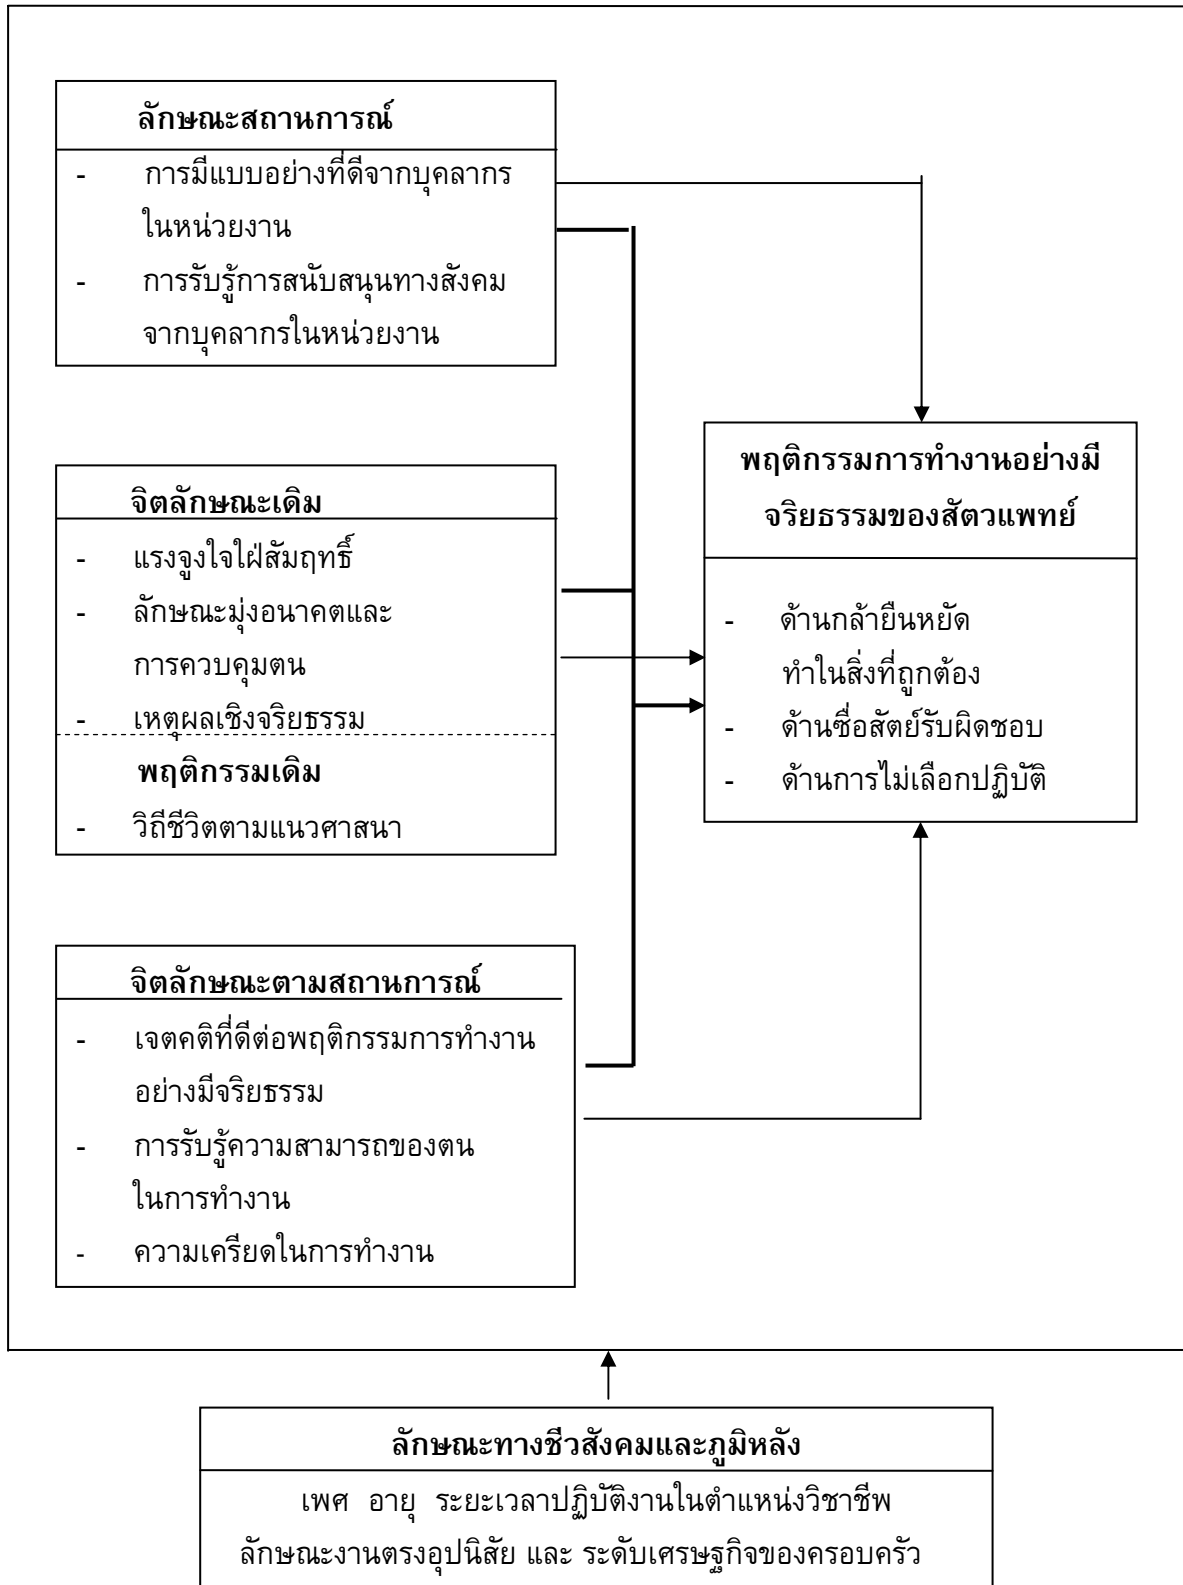 ลักษณะสถานการณ์
- การมีแบบอย่างที่ดีจากบุคลากร
ในหน่วยงาน
- การรับรู้การสนับสนุนทางสังคม
จากบุคลากรในหน่วยงาน
จิตลักษณะเดิม
- แรงจูงใจใฝ่สัมฤทธิ์
- ลักษณะมุ่งอนาคตและ
การควบคุมตน
- เหตุผลเชิงจริยธรรม
พฤติกรรมเดิม
- วิถีชีวิตตามแนวศาสนา
จิตลักษณะตามสถานการณ์
- เจตคติที่ดีต่อพฤติกรรมการทำงาน
อย่างมีจริยธรรม
- การรับรู้ความสามารถของตน
ในการทำงาน
- ความเครียดในการทำงาน
พฤติกรรมการทำงานอย่างมี
จริยธรรมของสัตวแพทย์
- ด้านกล้ายืนหยัด
ทำในสิ่งที่ถูกต้อง
- ด้านซื่อสัตย์รับผิดชอบ
- ด้านการไม่เลือกปฏิบัติ
ลักษณะทางชีวสังคมและภูมิหลัง
เพศ อายุ ระยะเวลาปฏิบัติงานในตำแหน่งวิชาชีพ
ลักษณะงานตรงอุปนิสัย และ ระดับเศรษฐกิจของครอบครัว